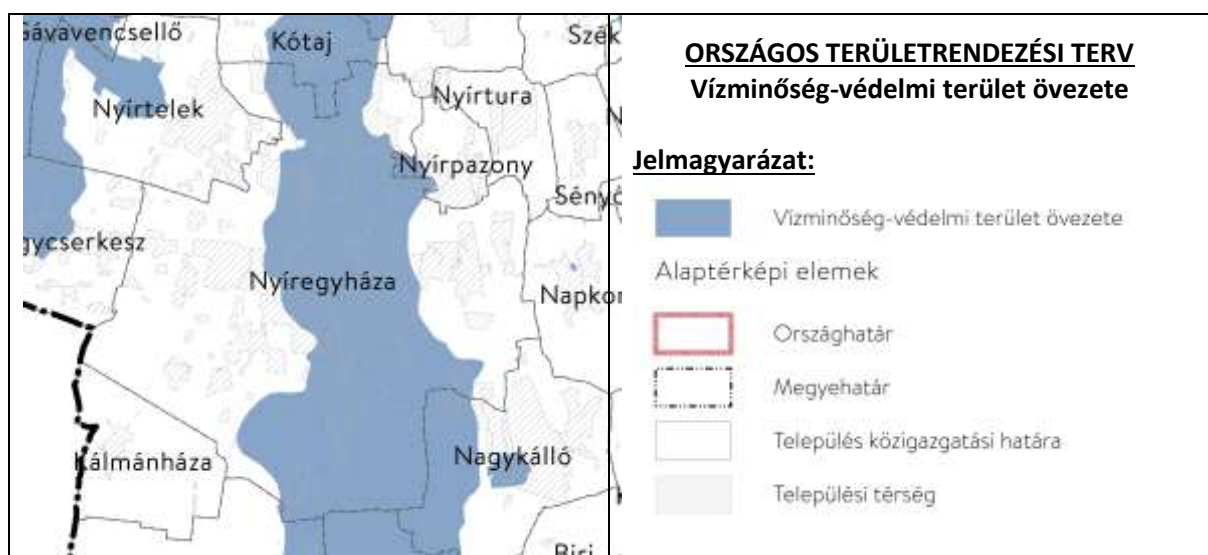 Kótaj
Nyírtelek
Nyírtura
Nyírpazony
Nyíregyháza
Nagykálló
ORSZÁGOS TERÜLETRENDEZÉSI TERV
Vízminőség-védelmi terület övezete
Jelmagyarázat:
Vízminőség-védelmi terület övezete
Alaptérképi elemek
Országhatár
Megyehatár
Település közigazgatási határa
Települési térség